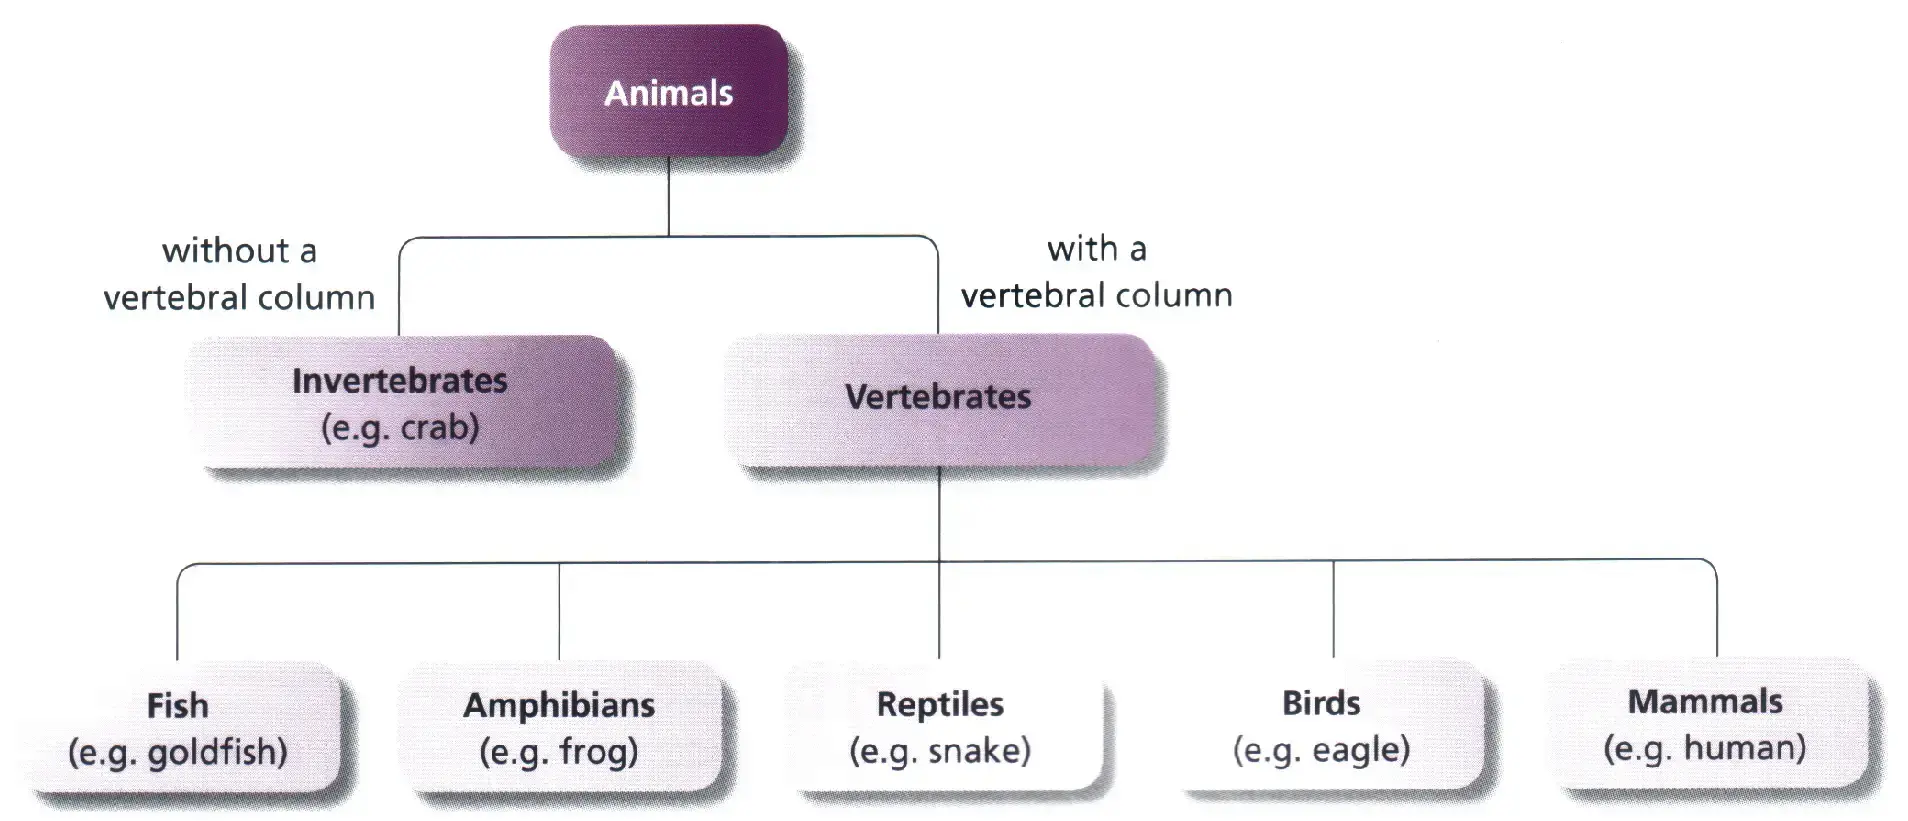 Animals
without a
vertebral column
with a
vertebral column
Invertebrates
(e.g. crab)
Vertebrates
Fish
(e.g. goldfish)
Amphibians
(e.g. frog)
Reptiles
(e.g. snake)
Birds
(e.g. eagle)
Mammals
(e.g. human)